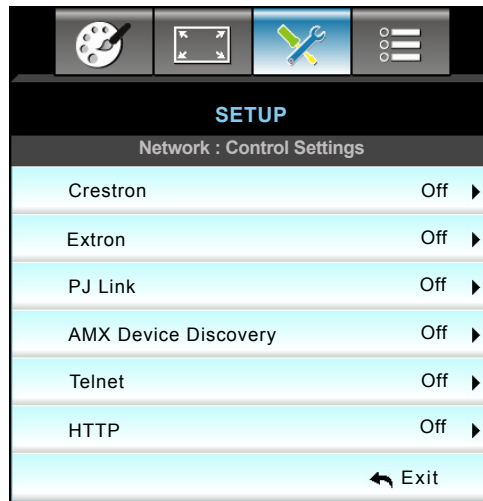 SETUP
Network : Control Settings
Crestron Off
Extron Off
PJ Link Off
AMX Device Discovery Off
Telnet Off
HTTP Off
Exit